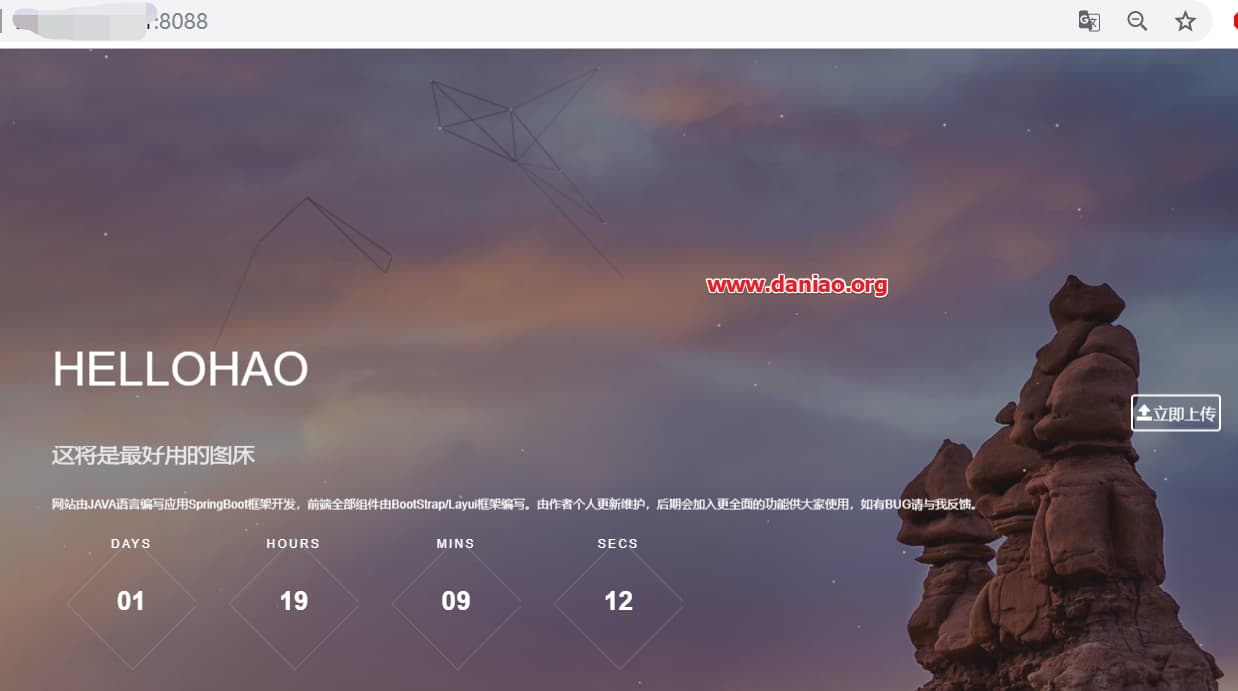 :8088
www.daniao.org
HELLOHAO
立即上传
这将是最好用的图床
网站由JAVA语言编写应用SpringBoot框架开发，前端全部组件由BootStrap/Layui框架编写。由作者个人更新维护，后期会加入更全面的功能供大家使用，如有BUG请与我反馈。
DAYS HOURS MINS SECS
01 19 09 12